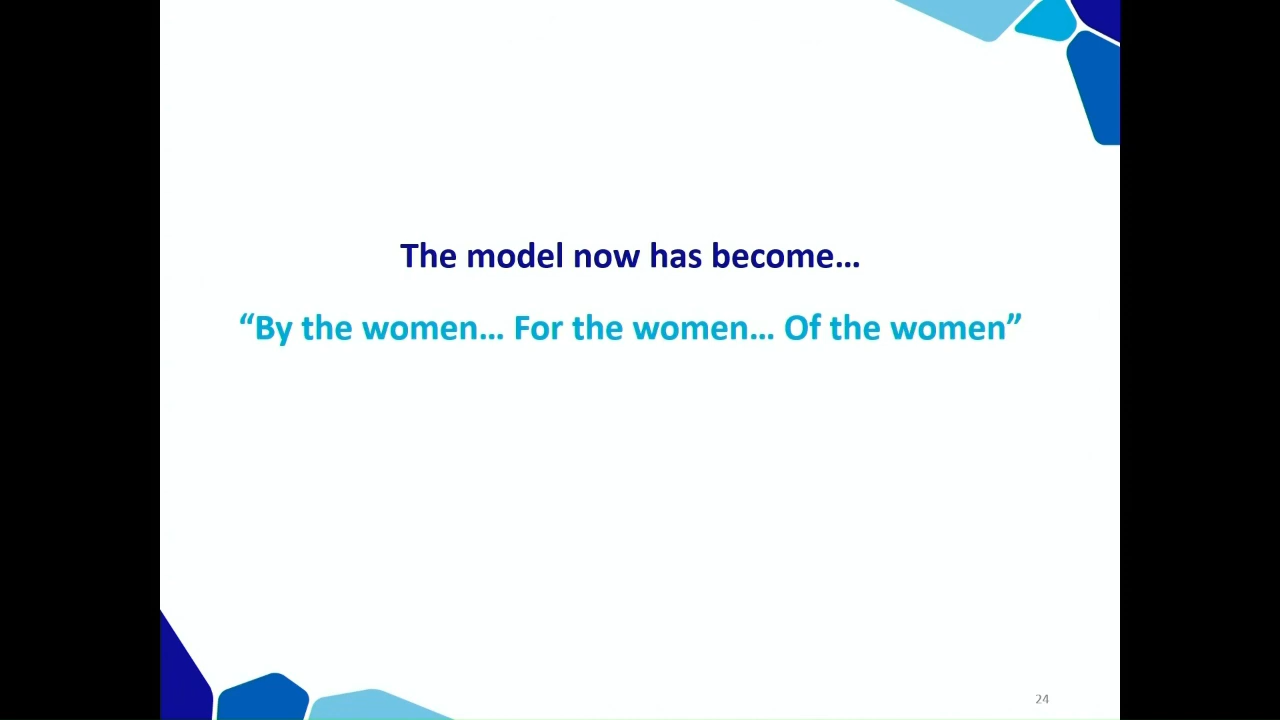 The model now has become…
“By the women… For the women… Of the women”
24